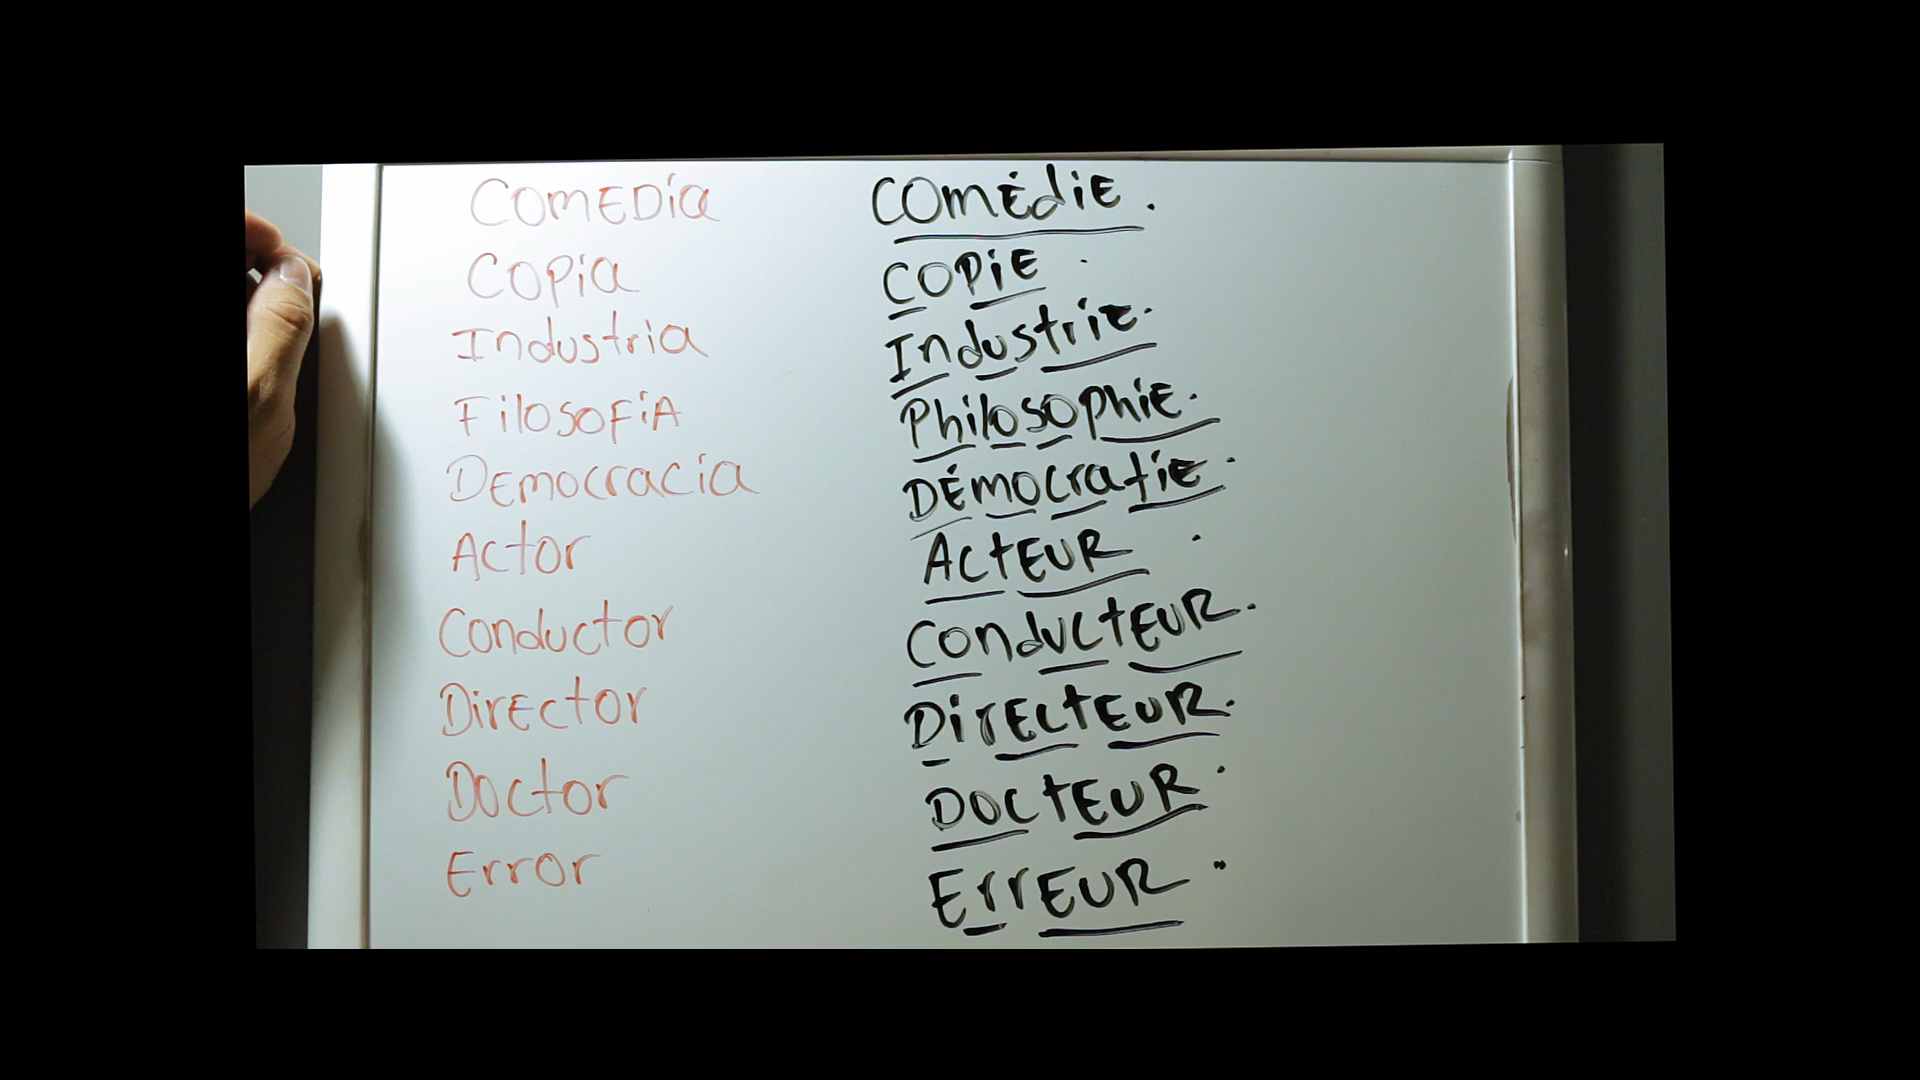 Comedia Comédie.
Copia Copie.
Industria Industrie.
Filosofia Philosophie.
Democracia Démocratie.
Actor Acteur.
Conductor Conducteur.
Director Directeur.
Doctor Docteur.
Error Erreur.